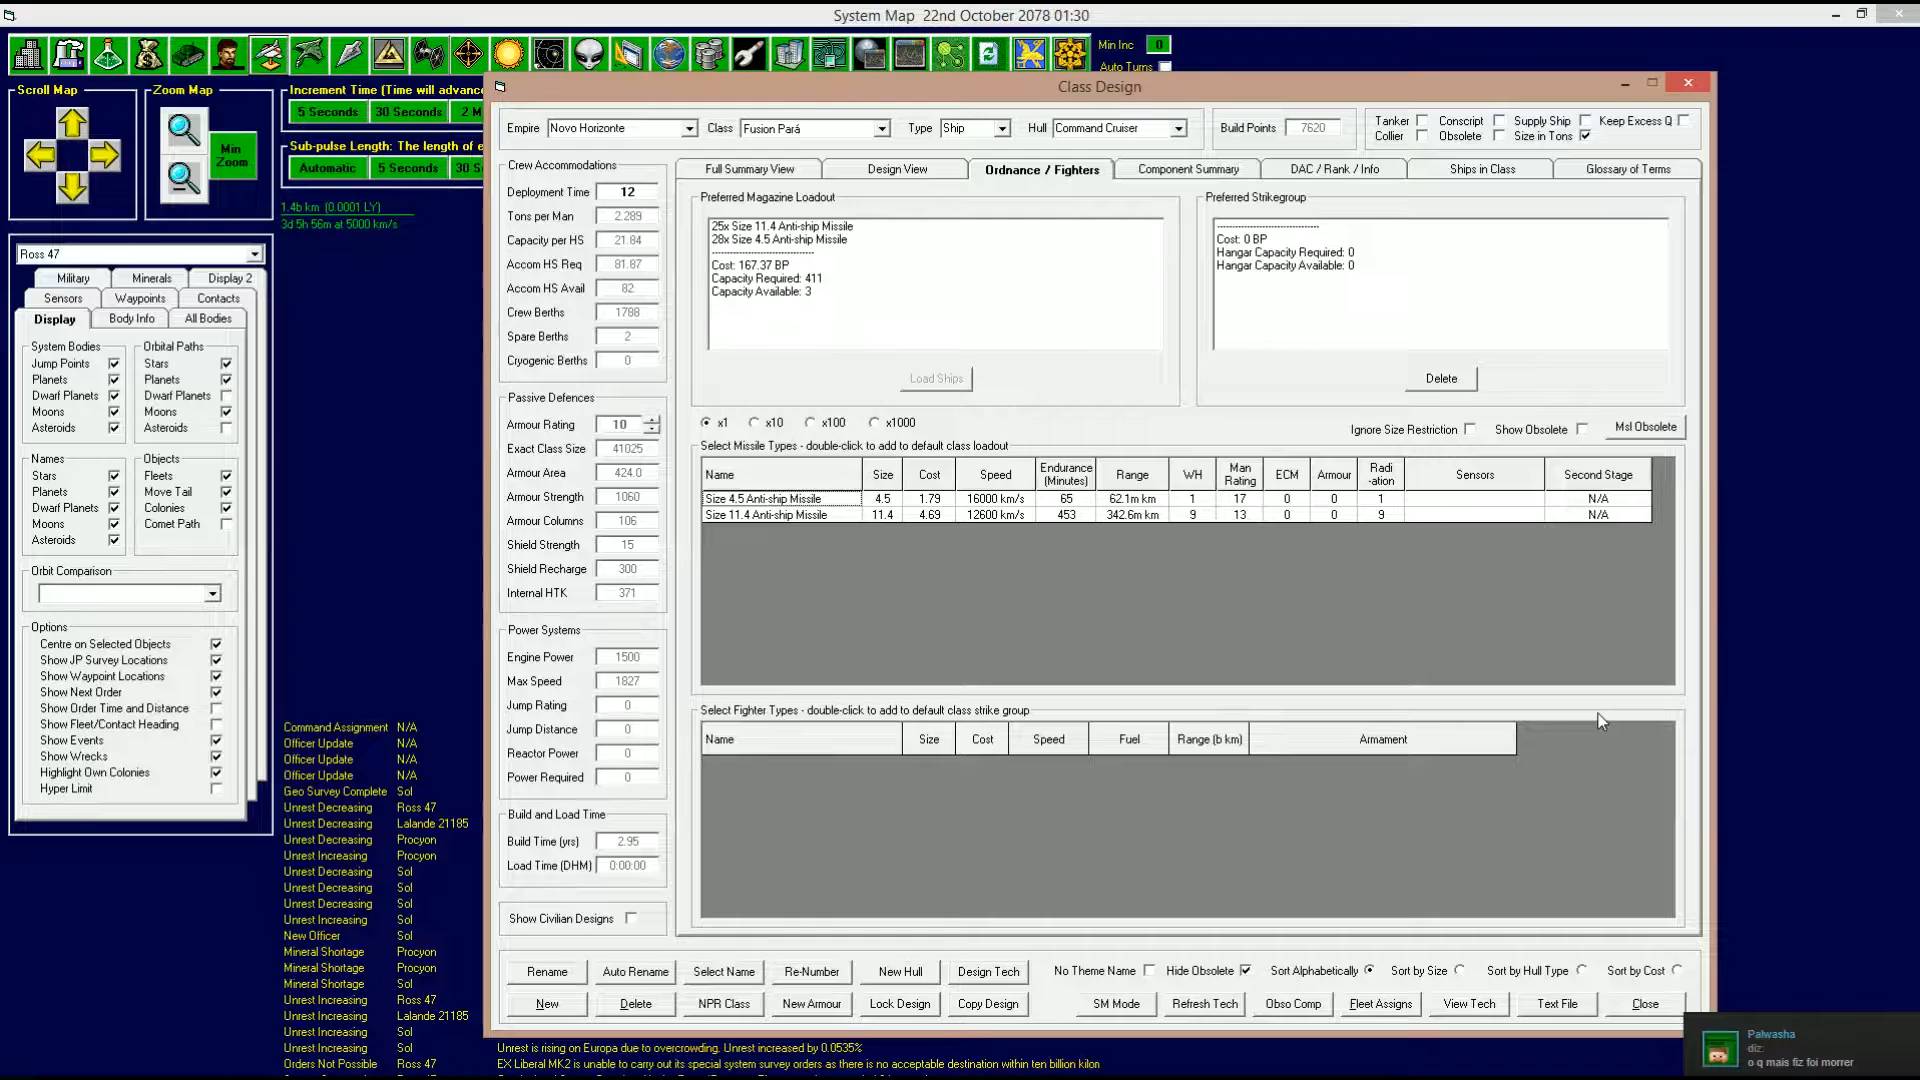 System Map 22nd October 2078 01:30
Min Inc 0
Auto Turns
Scroll Map
Zoom Map
Min Zoom
Increment Time (Time will advanc
5 Seconds 30 Seconds 2 M
Sub-pulse Length: The length of e
Automatic 5 Seconds 30 S
1.4b km (0.0001 LY)
3d 5h 56m at 5000 km/s
Ross 47
Military Minerals Display 2
Sensors Waypoints Contacts
Display Body Info All Bodies
System Bodies
Jump Points
Planets
Dwarf Planets
Moons
Asteroids
Orbital Paths
Stars
Planets
Dwarf Planets
Moons
Asteroids
Names
Stars
Planets
Dwarf Planets
Moons
Asteroids
Objects
Fleets
Move Tail
Colonies
Comet Path
Orbit Comparison
Options
Centre on Selected Objects
Show JP Survey Locations
Show Waypoint Locations
Show Next Order
Show Order Time and Distance
Show Fleet/Contact Heading
Show Events
Show Wrecks
Highlight Own Colonies
Hyper Limit
Command Assignment N/A
Officer Update N/A
Officer Update N/A
Officer Update N/A
Geo Survey Complete Sol
Unrest Decreasing Ross 47
Unrest Decreasing Lalande 21185
Unrest Decreasing Procyon
Unrest Increasing Procyon
Unrest Decreasing Sol
Unrest Decreasing Sol
Unrest Decreasing Sol
Unrest Increasing Sol
New Officer Sol
Mineral Shortage Procyon
Mineral Shortage Procyon
Mineral Shortage Sol
Unrest Increasing Ross 47
Unrest Increasing Lalande 21185
Unrest Increasing Sol
Unrest Increasing Sol
Orders Not Possible Ross 47
Class Design
Empire Novo Horizonte Class Fusion Pará Type Ship Hull Command Cruiser Build Points 7620
Tanker Conscript Supply Ship Keep Excess Q
Collier Obsolete Size in Tons
Crew Accommodations
Deployment Time 12
Tons per Man 2.289
Capacity per HS 21.84
Accom HS Req 81.87
Accom HS Avail 82
Crew Berths 1788
Spare Berths 2
Cryogenic Berths 0
Passive Defences
Armour Rating 10
Exact Class Size 41025
Armour Area 424.0
Armour Strength 1060
Armour Columns 106
Shield Strength 15
Shield Recharge 300
Internal HTK 371
Power Systems
Engine Power 1500
Max Speed 1827
Jump Rating 0
Jump Distance 0
Reactor Power 0
Power Required 0
Build and Load Time
Build Time (yrs) 2.95
Load Time (DHM) 0:00:00
Show Civilian Designs
Full Summary View Design View Ordnance / Fighters Component Summary DAC / Rank / Info Ships in Class Glossary of Terms
Preferred Magazine Loadout
25x Size 11.4 Anti-ship Missile
28x Size 4.5 Anti-ship Missile
------------------------------
Cost: 167.37 BP
Capacity Required: 411
Capacity Available: 3
Load Ships
Preferred Strikegroup
------------------------------
Cost: 0 BP
Hangar Capacity Required: 0
Hangar Capacity Available: 0
Delete
x1 x10 x100 x1000
Ignore Size Restriction Show Obsolete Msl Obsolete
Select Missile Types - double-click to add to default class loadout
Name Size Cost Speed Endurance (Minutes) Range WH Man Rating ECM Armour Radi -ation Sensors Second Stage
Size 4.5 Anti-ship Missile 4.5 1.79 16000 km/s 65 62.1m km 1 17 0 0 1 N/A
Size 11.4 Anti-ship Missile 11.4 4.69 12600 km/s 453 342.6m km 9 13 0 0 9 N/A
Select Fighter Types - double-click to add to default class strike group
Name Size Cost Speed Fuel Range (b km) Armament
Rename Auto Rename Select Name Re-Number New Hull Design Tech No Theme Name Hide Obsolete Sort Alphabetically Sort by Size Sort by Hull Type Sort by Cost
New Delete NPR Class New Armour Lock Design Copy Design SM Mode Refresh Tech Obso Comp Fleet Assigns View Tech Text File Close
Unrest is rising on Europa due to overcrowding. Unrest increased by 0.0535%
EX Liberal MK2 is unable to carry out its special system survey orders as there is no acceptable destination within ten billion kilon
Palwasha
diz:
o q mais fiz foi morrer